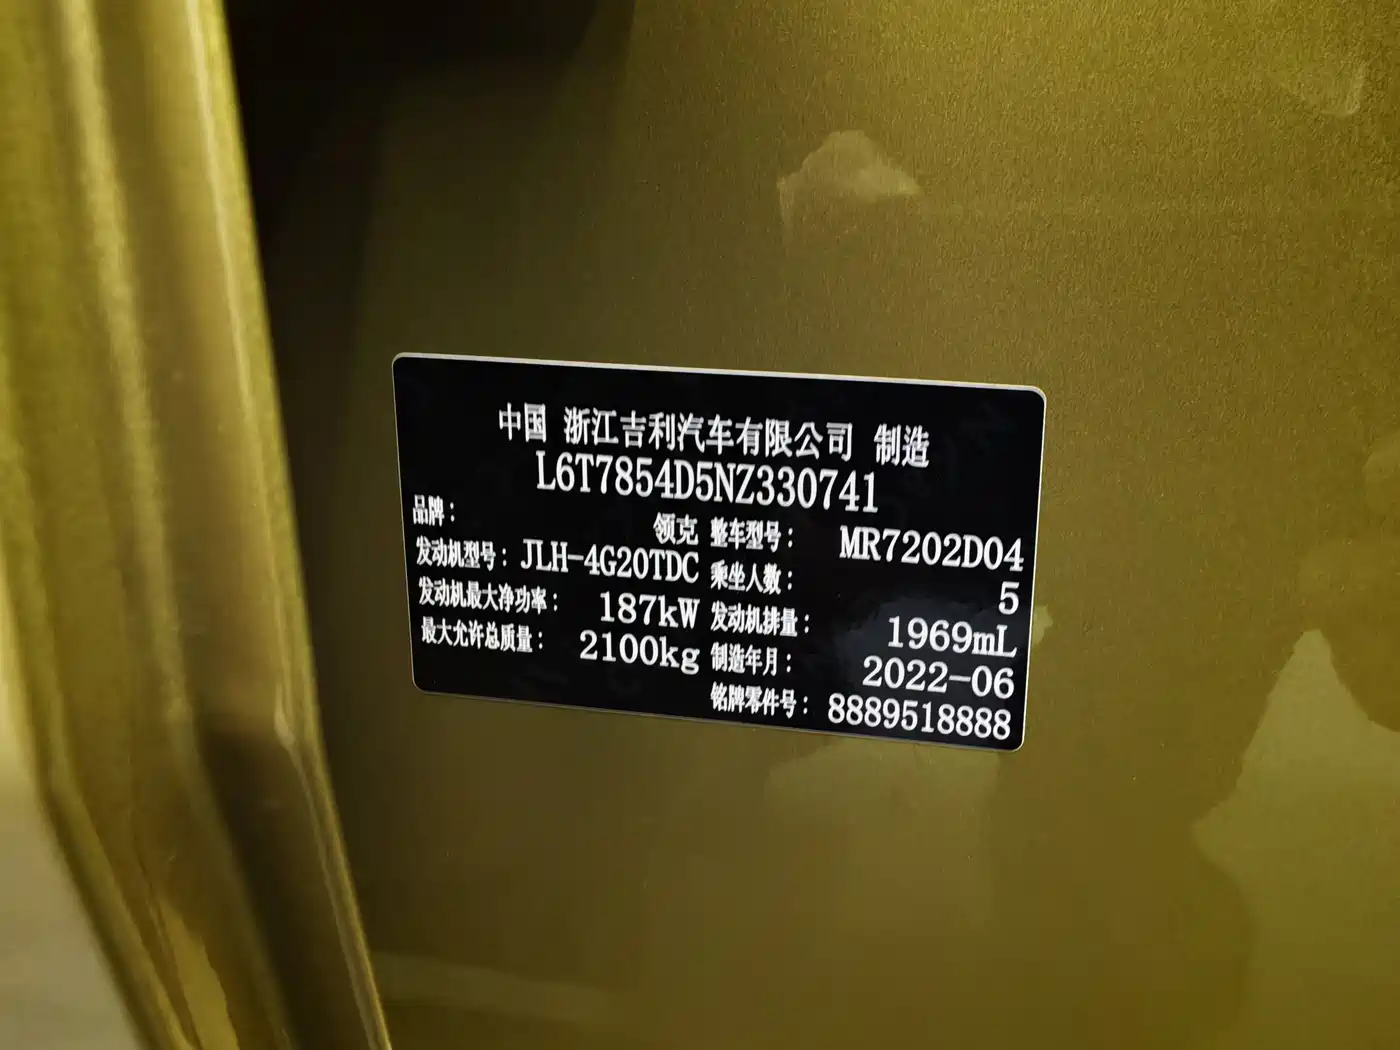 中国 浙江吉利汽车有限公司 制造
L6T7854D5NZ330741
品牌： 领克 整车型号： MR7202D04
发动机型号：JLH-4G20TDC 乘坐人数： 5
发动机最大净功率： 187kW 发动机排量： 1969mL
最大允许总质量： 2100kg 制造年月： 2022-06
铭牌零件号： 8889518888